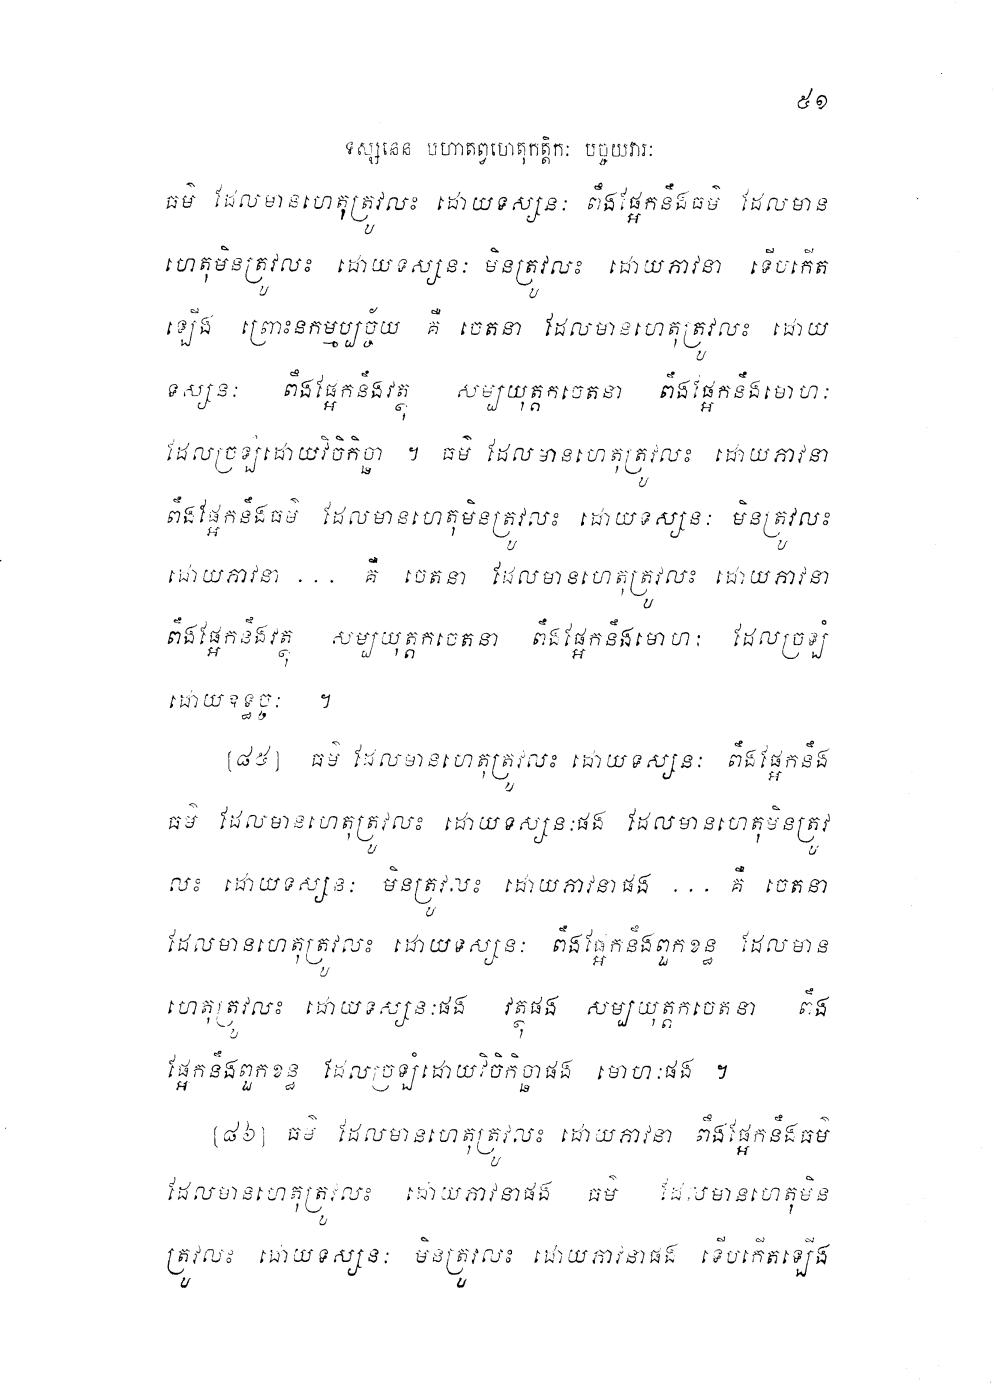 ៥១
ទស្សនេន បហាតព្វហេតុកត្តិកៈ បច្ចយវារៈ
ធម៌ ដែលមានហេតុត្រូវលះ ដោយទស្សនៈ ពឹងផ្អែកនឹងធម៌ ដែលមាន
ហេតុមិនត្រូវលះ ដោយទស្សនៈ មិនត្រូវលះ ដោយភាវនា ទើបកើត
ឡើង ព្រោះនកម្មប្បច្ច័យ គឺ ចេតនា ដែលមានហេតុត្រូវលះ ដោយ
ទស្សនៈ ពឹងផ្អែកនឹងវត្ថុ សម្បយុត្តកចេតនា ពឹងផ្អែកនឹងមោហៈ
ដែលច្រឡំដោយវិចិកិច្ឆា ។ ធម៌ ដែលមានហេតុត្រូវលះ ដោយភាវនា
ពឹងផ្អែកនឹងធម៌ ដែលមានហេតុមិនត្រូវលះ ដោយទស្សនៈ មិនត្រូវលះ
ដោយភាវនា ... គឺ ចេតនា ដែលមានហេតុត្រូវលះ ដោយភាវនា
ពឹងផ្អែកនឹងវត្ថុ សម្បយុត្តកចេតនា ពឹងផ្អែកនឹងមោហៈ ដែលច្រឡំ
ដោយឧទ្ធច្ចៈ ។
[៨៥] ធម៌ ដែលមានហេតុត្រូវលះ ដោយទស្សនៈ ពឹងផ្អែកនឹង
ធម៌ ដែលមានហេតុត្រូវលះ ដោយទស្សនៈផង ដែលមានហេតុមិនត្រូវ
លះ ដោយទស្សនៈ មិនត្រូវលះ ដោយភាវនាផង ... គឺ ចេតនា
ដែលមានហេតុត្រូវលះ ដោយទស្សនៈ ពឹងផ្អែកនឹងពួកខន្ធ ដែលមាន
ហេតុត្រូវលះ ដោយទស្សនៈផង វត្ថុផង សម្បយុត្តកចេតនា ពឹង
ផ្អែកនឹងពួកខន្ធ ដែលច្រឡំដោយវិចិកិច្ឆាផង មោហៈផង ។
[៨៦] ធម៌ ដែលមានហេតុត្រូវលះ ដោយភាវនា ពឹងផ្អែកនឹងធម៌
ដែលមានហេតុត្រូវលះ ដោយភាវនាផង ធម៌ ដែលមានហេតុមិន
ត្រូវលះ ដោយទស្សនៈ មិនត្រូវលះ ដោយភាវនាផង ទើបកើតឡើង